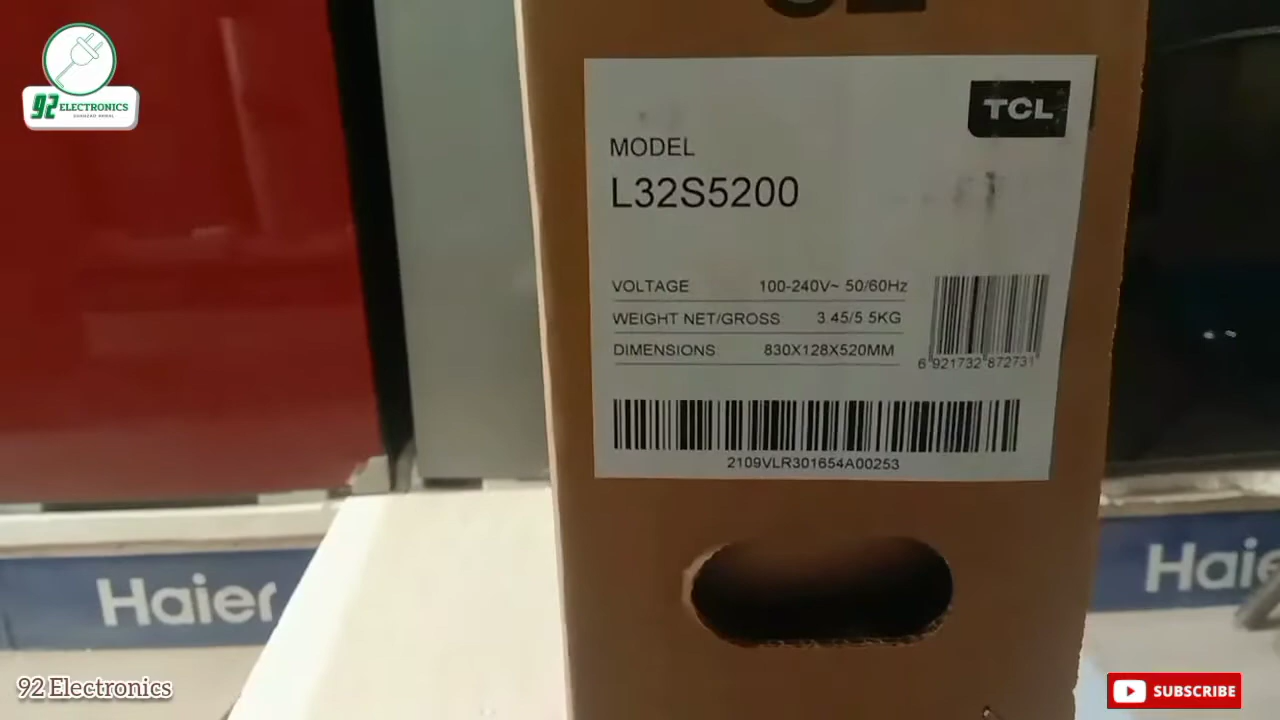 92 ELECTRONICS
TCL
MODEL
L32S5200
VOLTAGE 100-240V~ 50/60Hz
WEIGHT NET/GROSS 3.45/5.5KG
DIMENSIONS 830X128X520MM
6 921732 872731
2109VLR301654A00253
Haier
Haier
92 Electronics
SUBSCRIBE